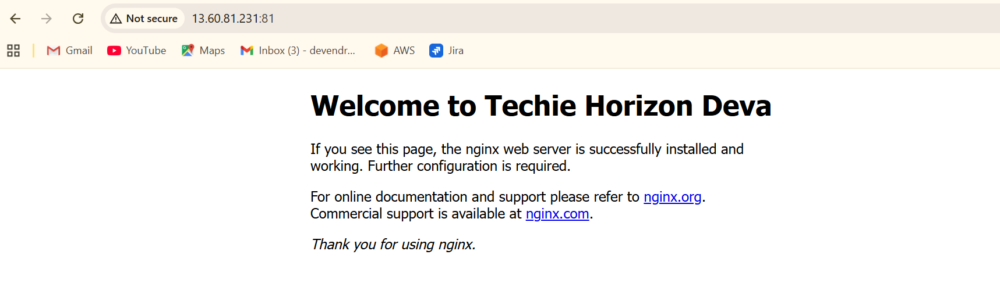 Not secure 13.60.81.231:81
Gmail YouTube Maps Inbox (3) - devendr... AWS Jira
Welcome to Techie Horizon Deva
If you see this page, the nginx web server is successfully installed and
working. Further configuration is required.
For online documentation and support please refer to nginx.org.
Commercial support is available at nginx.com.
Thank you for using nginx.